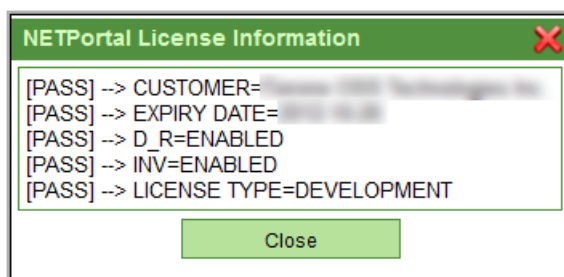 NETPortal License Information
[PASS] --> CUSTOMER=
[PASS] --> EXPIRY DATE=
[PASS] --> D_R=ENABLED
[PASS] --> INV=ENABLED
[PASS] --> LICENSE TYPE=DEVELOPMENT
Close